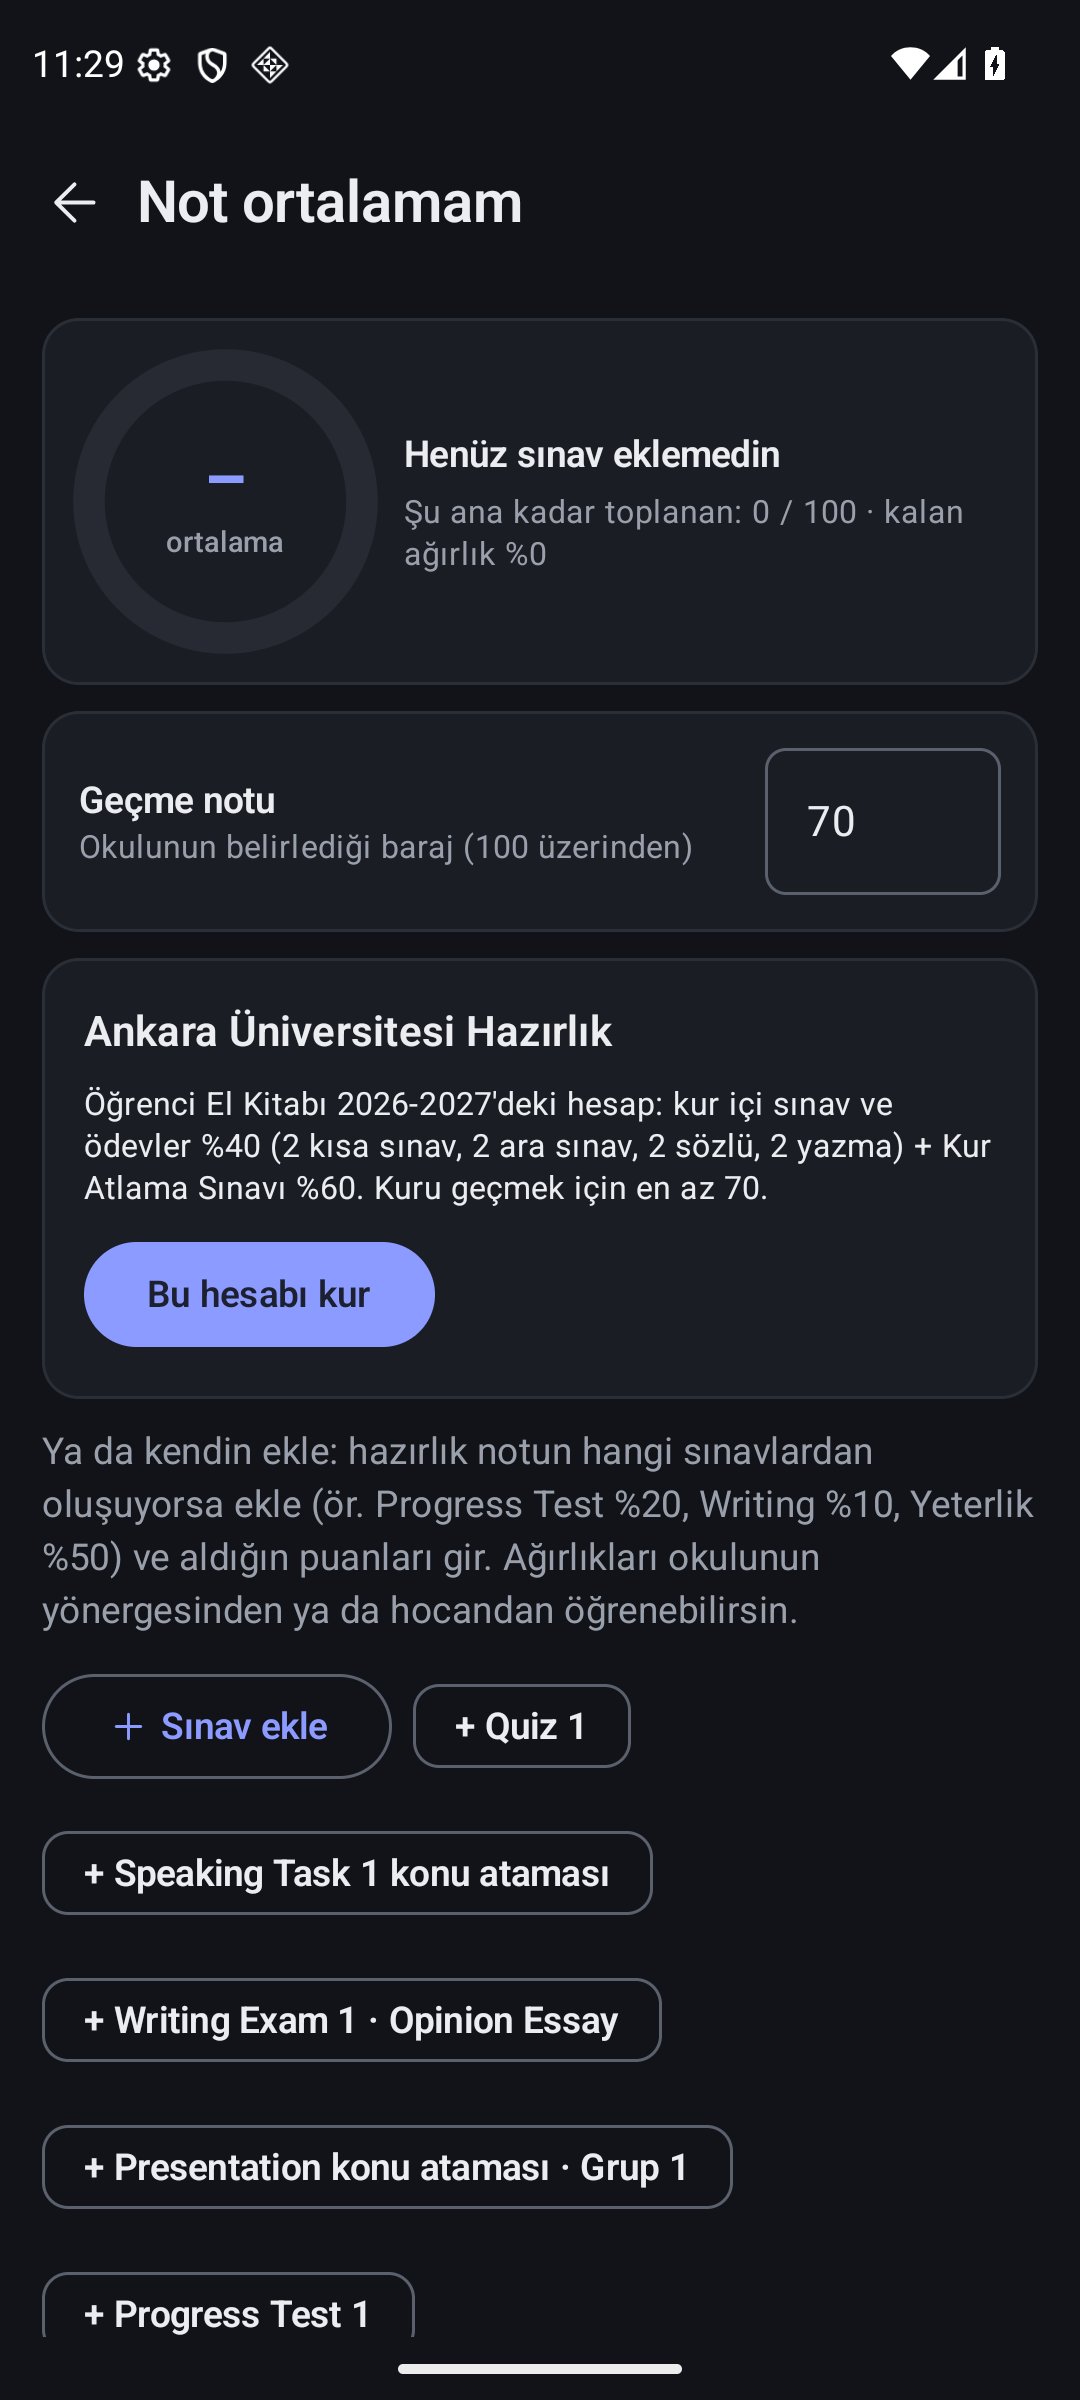 11:29
Not ortalamam
–
ortalama
Henüz sınav eklemedin
Şu ana kadar toplanan: 0 / 100 · kalan
ağırlık %0
Geçme notu
Okulunun belirlediği baraj (100 üzerinden)
70
Ankara Üniversitesi Hazırlık
Öğrenci El Kitabı 2026-2027'deki hesap: kur içi sınav ve
ödevler %40 (2 kısa sınav, 2 ara sınav, 2 sözlü, 2 yazma) + Kur
Atlama Sınavı %60. Kuru geçmek için en az 70.
Bu hesabı kur
Ya da kendin ekle: hazırlık notun hangi sınavlardan
oluşuyorsa ekle (ör. Progress Test %20, Writing %10, Yeterlik
%50) ve aldığın puanları gir. Ağırlıkları okulunun
yönergesinden ya da hocandan öğrenebilirsin.
+ Sınav ekle
+ Quiz 1
+ Speaking Task 1 konu ataması
+ Writing Exam 1 · Opinion Essay
+ Presentation konu ataması · Grup 1
+ Progress Test 1